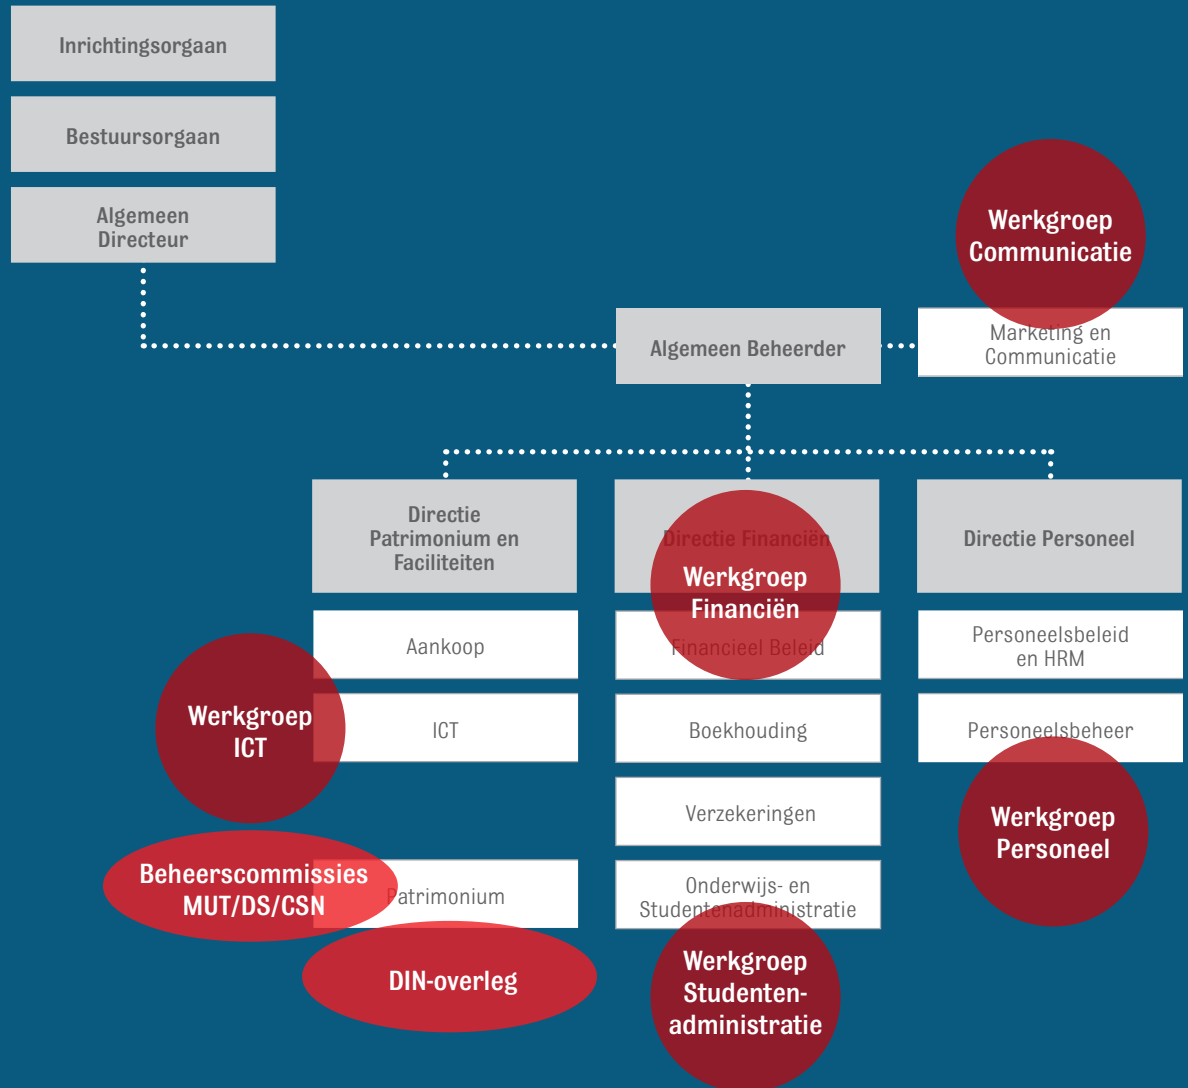 Inrichtingsorgaan
Bestuursorgaan
Algemeen
Directeur
Werkgroep
Communicatie
Algemeen Beheerder
Marketing en
Communicatie
Directie
Patrimonium en
Faciliteiten
Directie Financiën
Werkgroep
Financiën
Directie Personeel
Aankoop
Financieel Beleid
Personeelsbeleid
en HRM
Werkgroep
ICT
ICT
Boekhouding
Personeelsbeheer
Verzekeringen
Werkgroep
Personeel
Beheerscommissies
MUT/DS/CSN
Patrimonium
Onderwijs- en
Studentenadministratie
DIN-overleg
Werkgroep
Studenten-
administratie